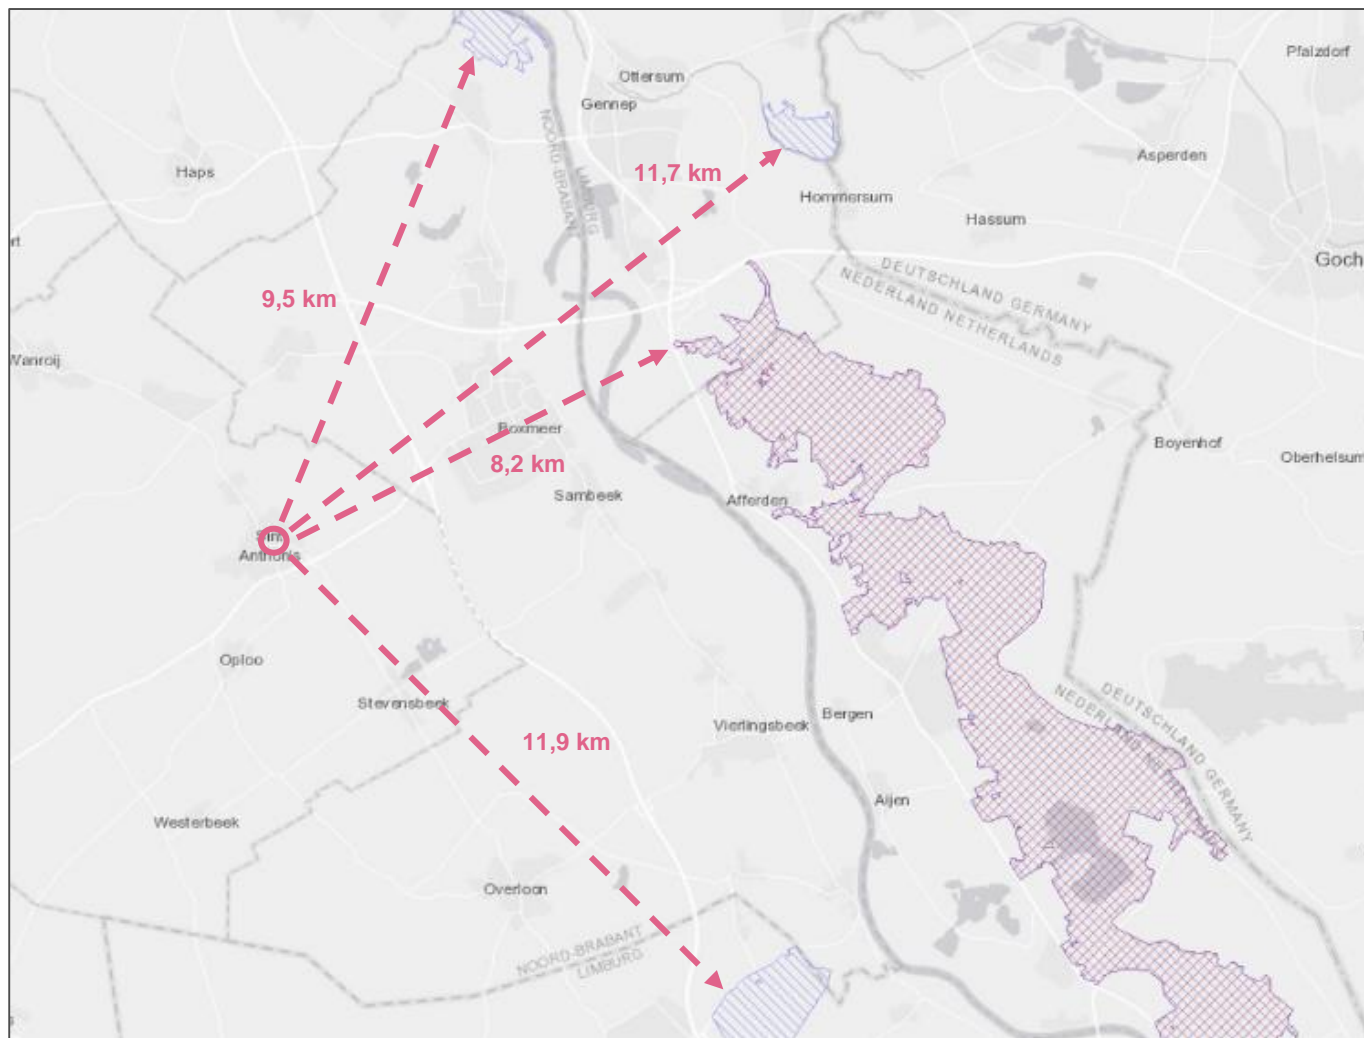 Pfalzdorf
Ottersum
Gennep
Asperden
Haps
11,7 km
NOORD-BRABAN
LIMBURG
Hommersum
Hassum
Goch
DEUTSCHLAND GERMANY
NEDERLAND NETHERLANDS
9,5 km
Wanroij
Boxmeer
8,2 km
Boyenhof
Oberhelsum
Sambeek
Afferden
Sint
Anthonis
Oploo
Stevensbeek
Vierlingsbeek
Bergen
DEUTSCHLAND GERMANY
11,9 km
Aijen
Westerbeek
Overloon
NOORD-BRABANT
LIMBURG